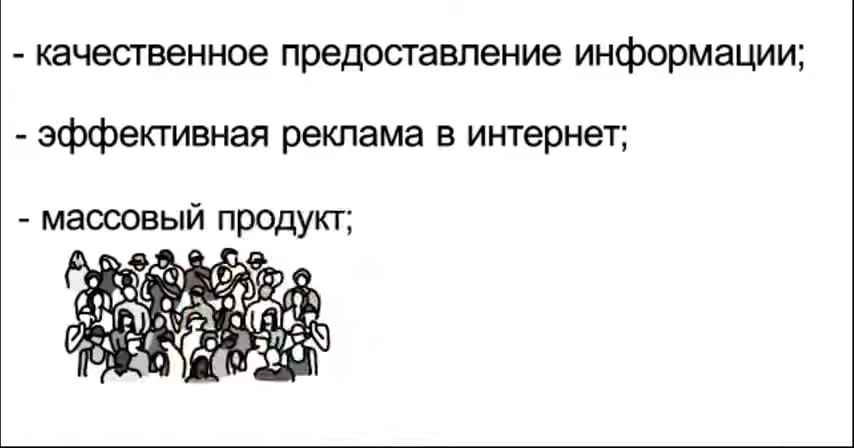 - качественное предоставление информации;
- эффективная реклама в интернет;
- массовый продукт;